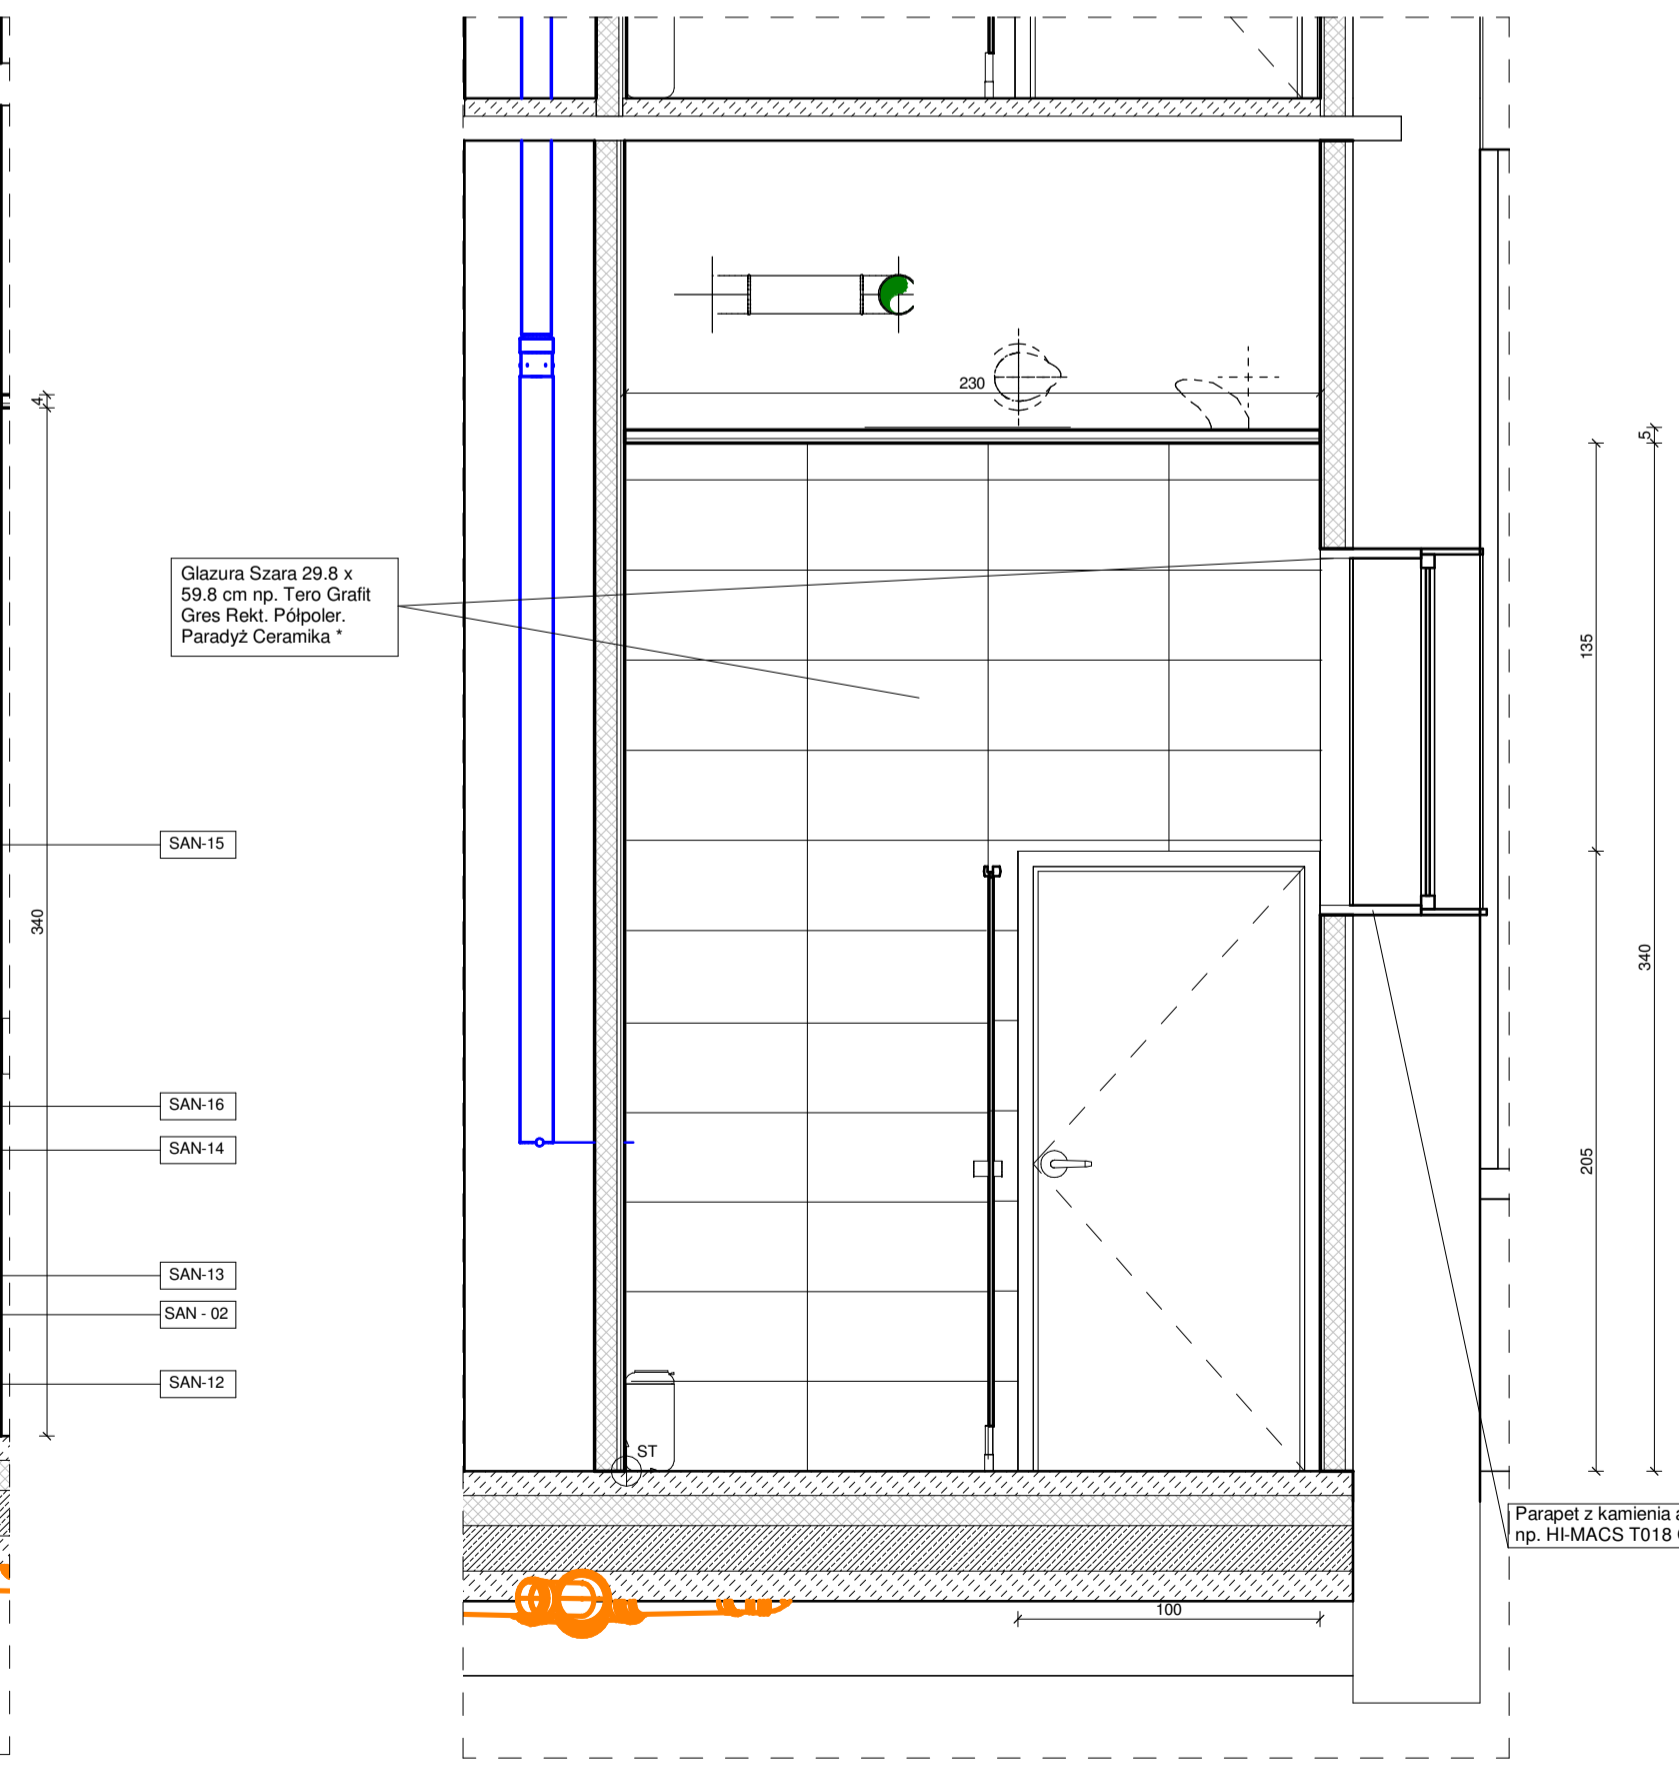 4
230
5
Glazura Szara 29.8 x
59.8 cm np. Tero Grafit
Gres Rekt. Półpoler.
Paradyż Ceramika *
135
SAN-15
340
340
SAN-16
SAN-14
205
SAN-13
SAN - 02
SAN-12
ST
Parapet z kamienia
np. HI-MACS T018
100